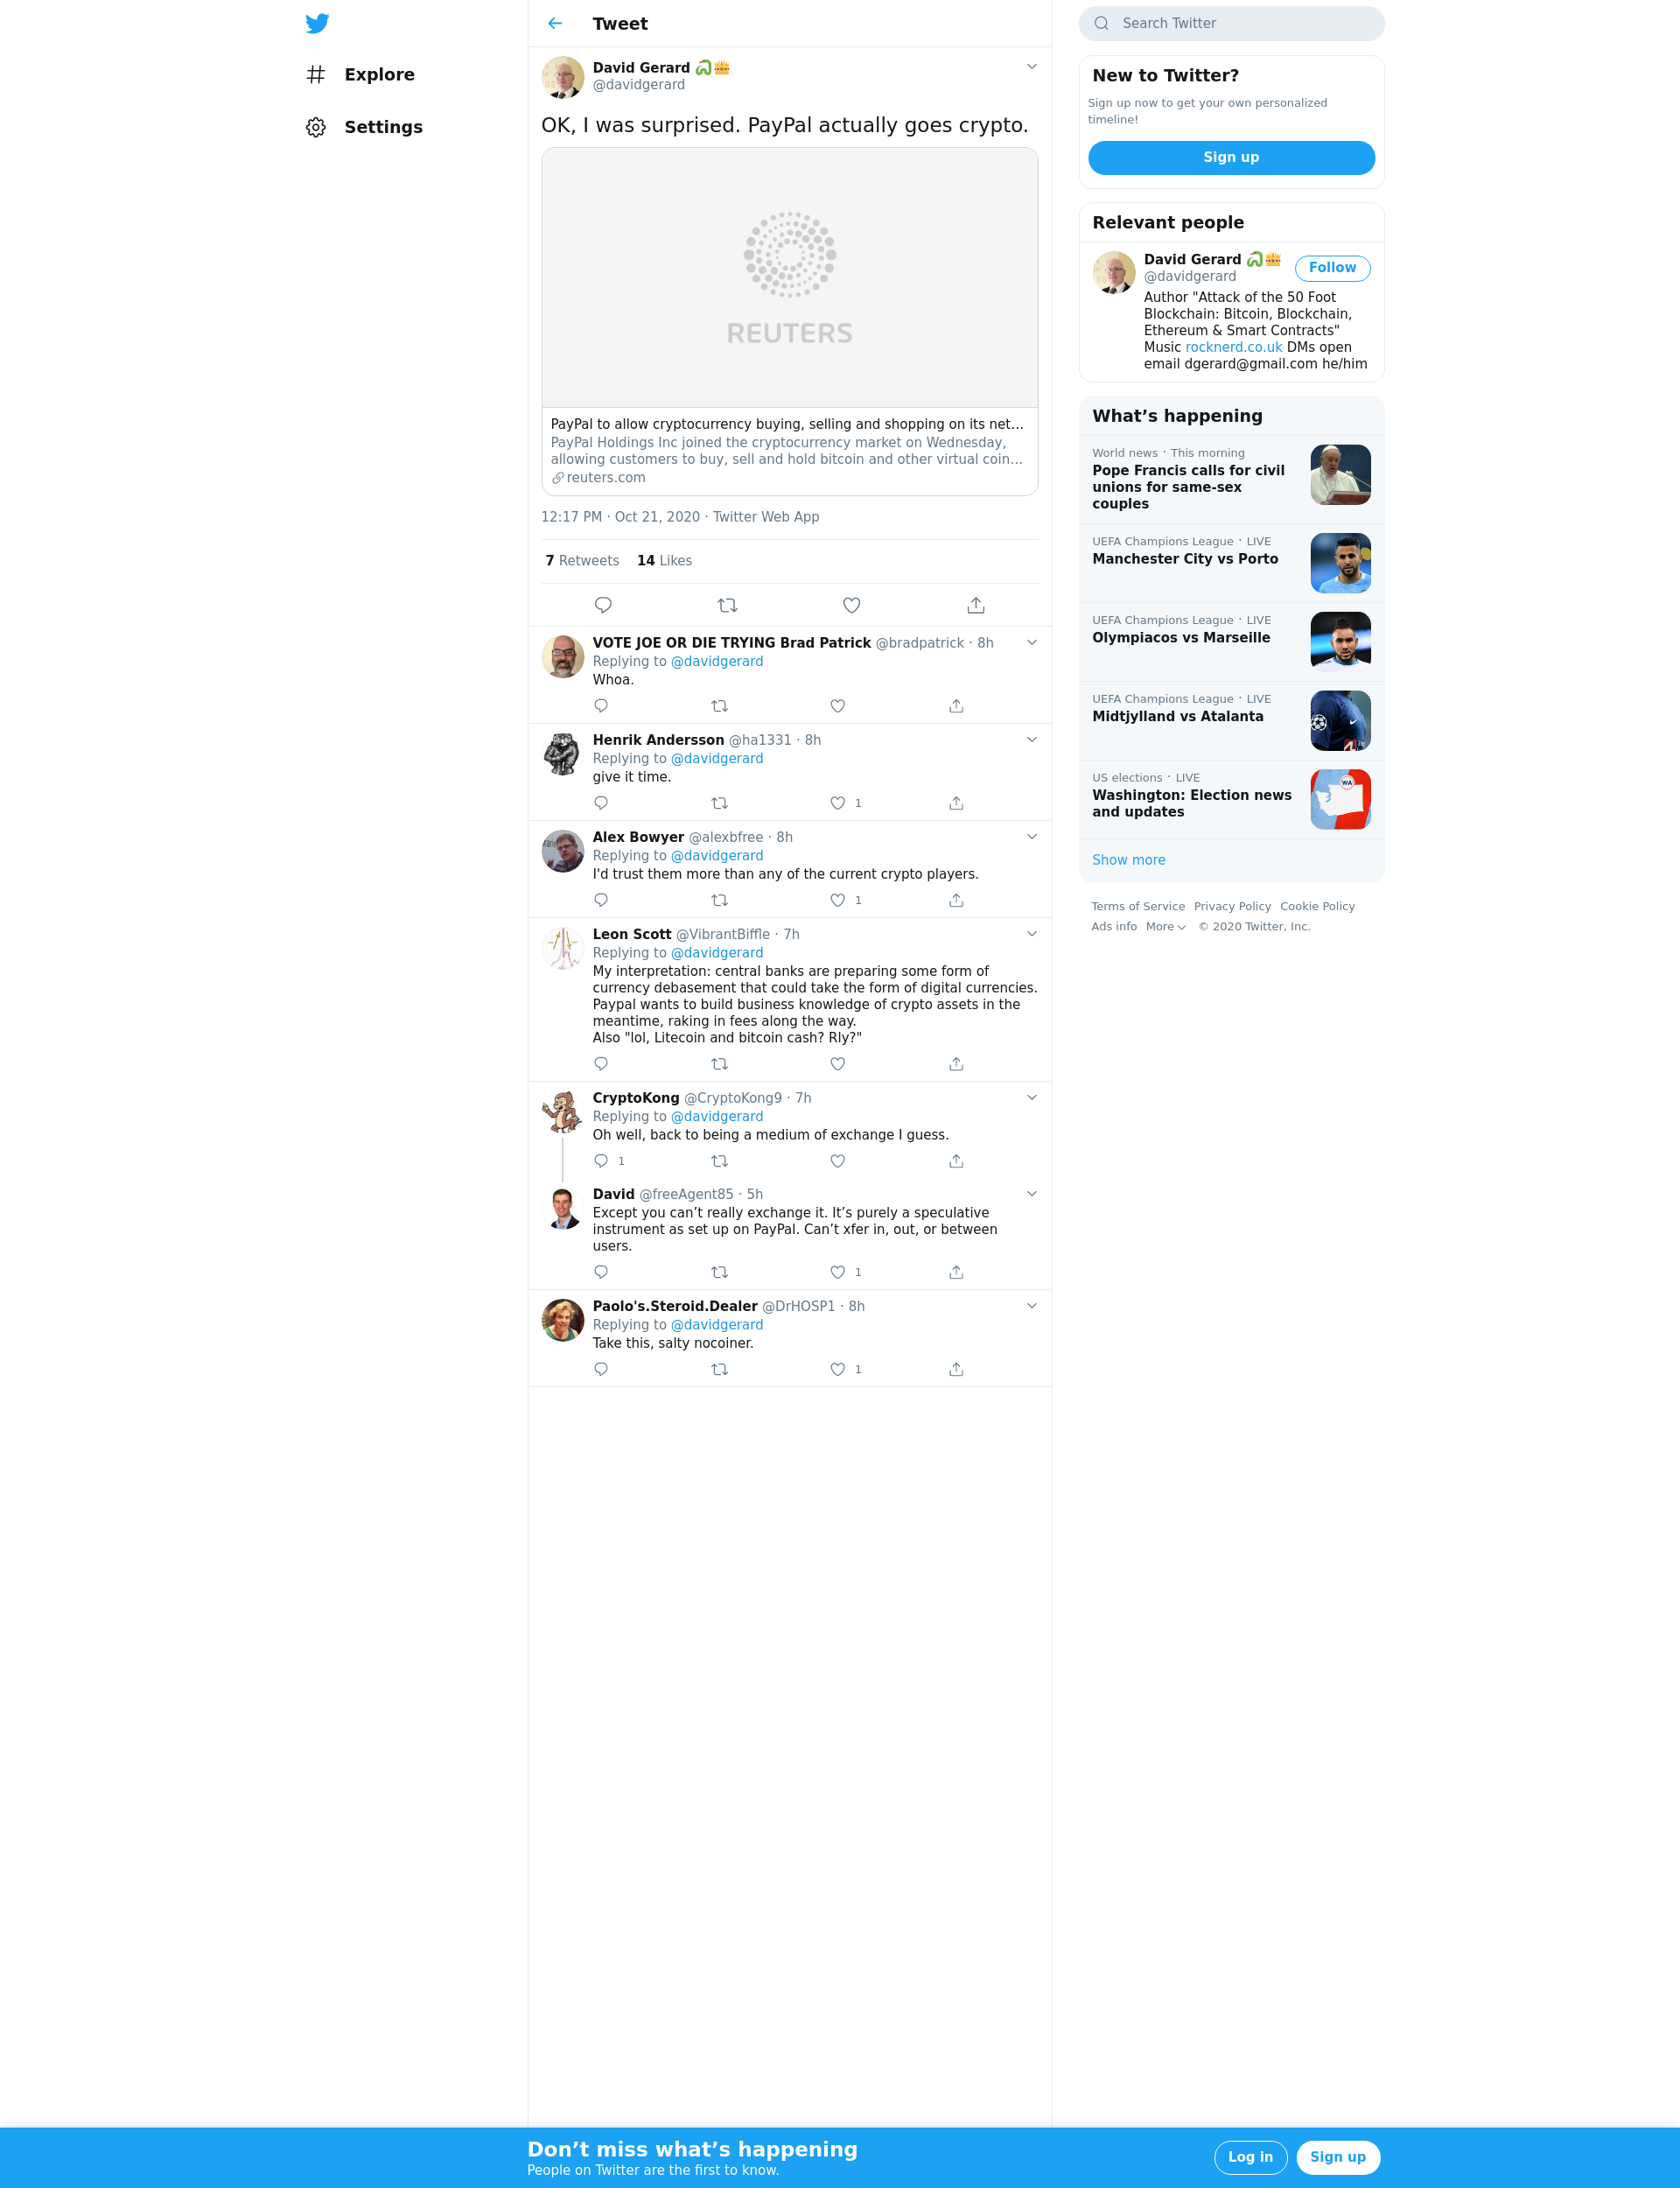 Explore
Settings
Tweet
David Gerard
@davidgerard
OK, I was surprised. PayPal actually goes crypto.
REUTERS
PayPal to allow cryptocurrency buying, selling and shopping on its net…
PayPal Holdings Inc joined the cryptocurrency market on Wednesday,
allowing customers to buy, sell and hold bitcoin and other virtual coin…
reuters.com
12:17 PM · Oct 21, 2020 · Twitter Web App
7 Retweets 14 Likes
VOTE JOE OR DIE TRYING Brad Patrick @bradpatrick · 8h
Replying to @davidgerard
Whoa.
Henrik Andersson @ha1331 · 8h
Replying to @davidgerard
give it time.
1
Alex Bowyer @alexbfree · 8h
Replying to @davidgerard
I'd trust them more than any of the current crypto players.
1
Leon Scott @VibrantBiffle · 7h
Replying to @davidgerard
My interpretation: central banks are preparing some form of
currency debasement that could take the form of digital currencies.
Paypal wants to build business knowledge of crypto assets in the
meantime, raking in fees along the way.
Also "lol, Litecoin and bitcoin cash? Rly?"
CryptoKong @CryptoKong9 · 7h
Replying to @davidgerard
Oh well, back to being a medium of exchange I guess.
1
David @freeAgent85 · 5h
Except you can’t really exchange it. It’s purely a speculative
instrument as set up on PayPal. Can’t xfer in, out, or between
users.
1
Paolo's.Steroid.Dealer @DrHOSP1 · 8h
Replying to @davidgerard
Take this, salty nocoiner.
1
Search Twitter
New to Twitter?
Sign up now to get your own personalized
timeline!
Sign up
Relevant people
David Gerard
@davidgerard
Follow
Author "Attack of the 50 Foot
Blockchain: Bitcoin, Blockchain,
Ethereum & Smart Contracts"
Music rocknerd.co.uk DMs open
email dgerard@gmail.com he/him
What’s happening
World news · This morning
Pope Francis calls for civil
unions for same-sex
couples
UEFA Champions League · LIVE
Manchester City vs Porto
UEFA Champions League · LIVE
Olympiacos vs Marseille
UEFA Champions League · LIVE
Midtjylland vs Atalanta
US elections · LIVE
Washington: Election news
and updates
WA
Show more
Terms of Service Privacy Policy Cookie Policy
Ads info More © 2020 Twitter, Inc.
Don’t miss what’s happening
People on Twitter are the first to know.
Log in
Sign up